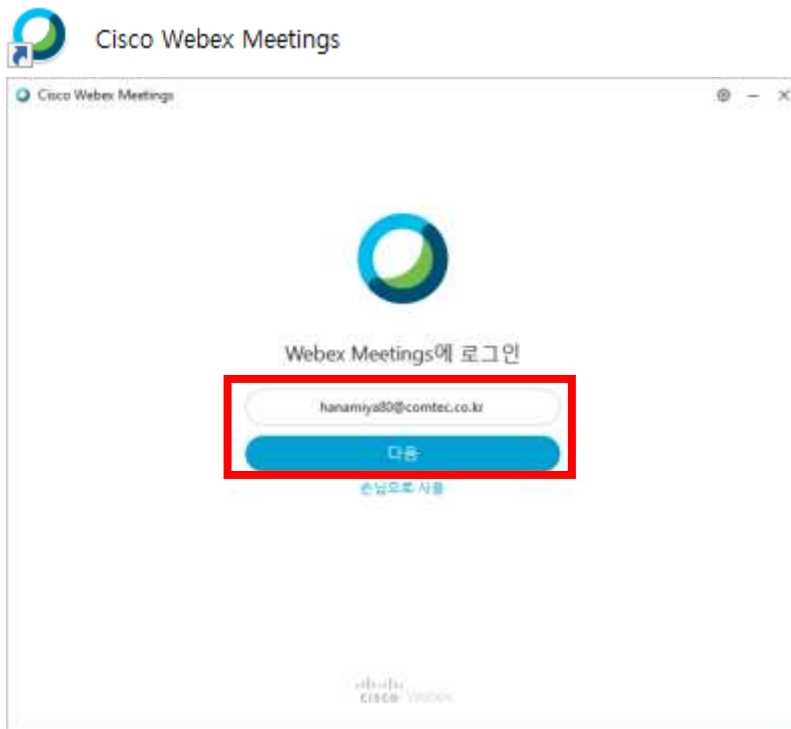 Cisco Webex Meetings
Cisco Webex Meetings
Webex Meetings에 로그인
hanamiya80@comtec.co.kr
다음
손님으로 사용
cisco Webex